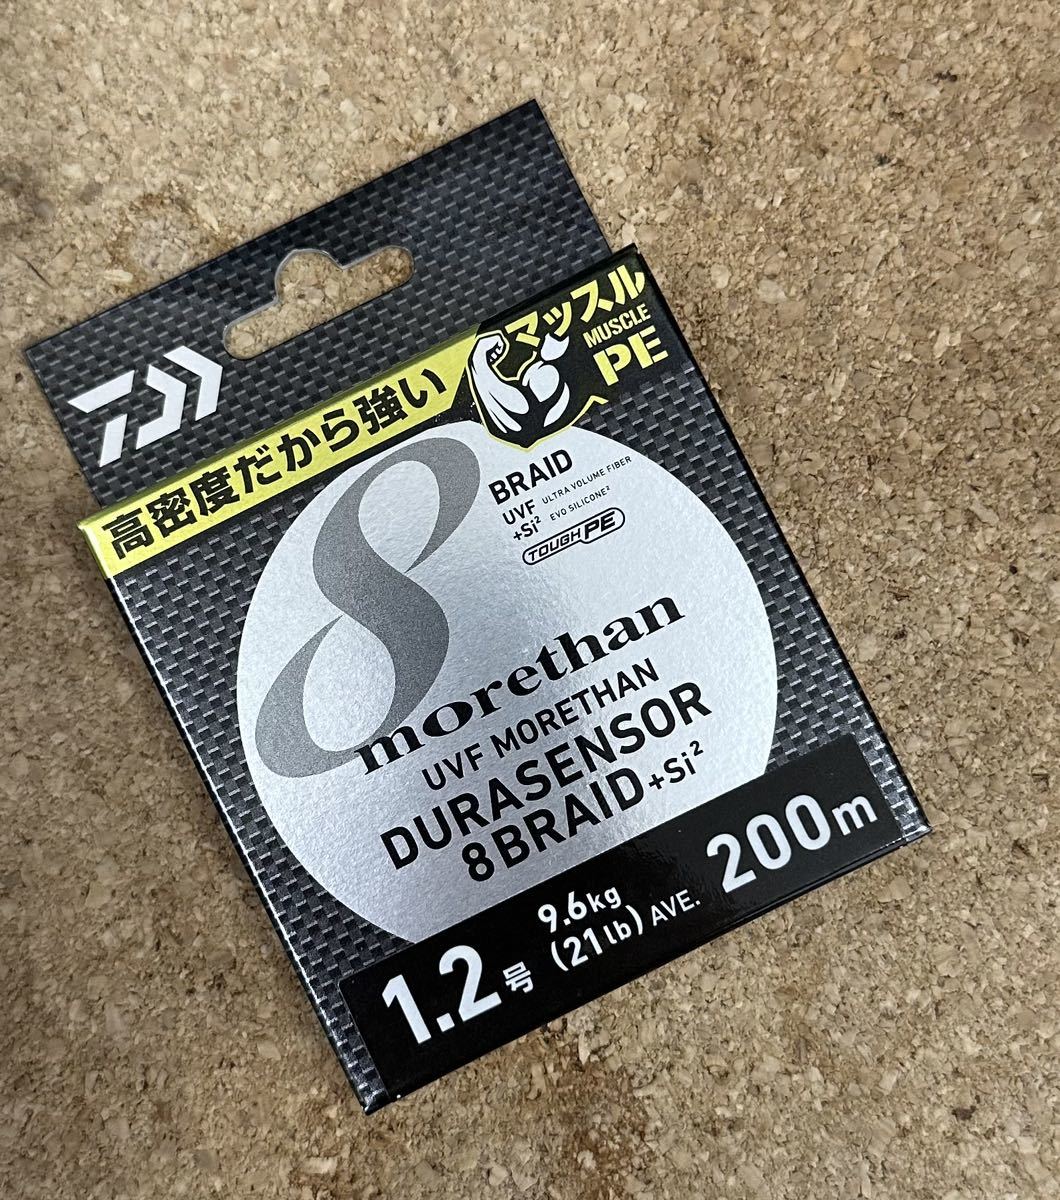 マッスル
MUSCLE
PE
高密度だから強い
8
BRAID
UVF ULTRA VOLUME FIBER
+Si² EVO SILICONE²
TOUGH PE
morethan
UVF MORETHAN
DURASENSOR
8BRAID+Si²
1.2号 9.6kg (21lb) AVE. 200m